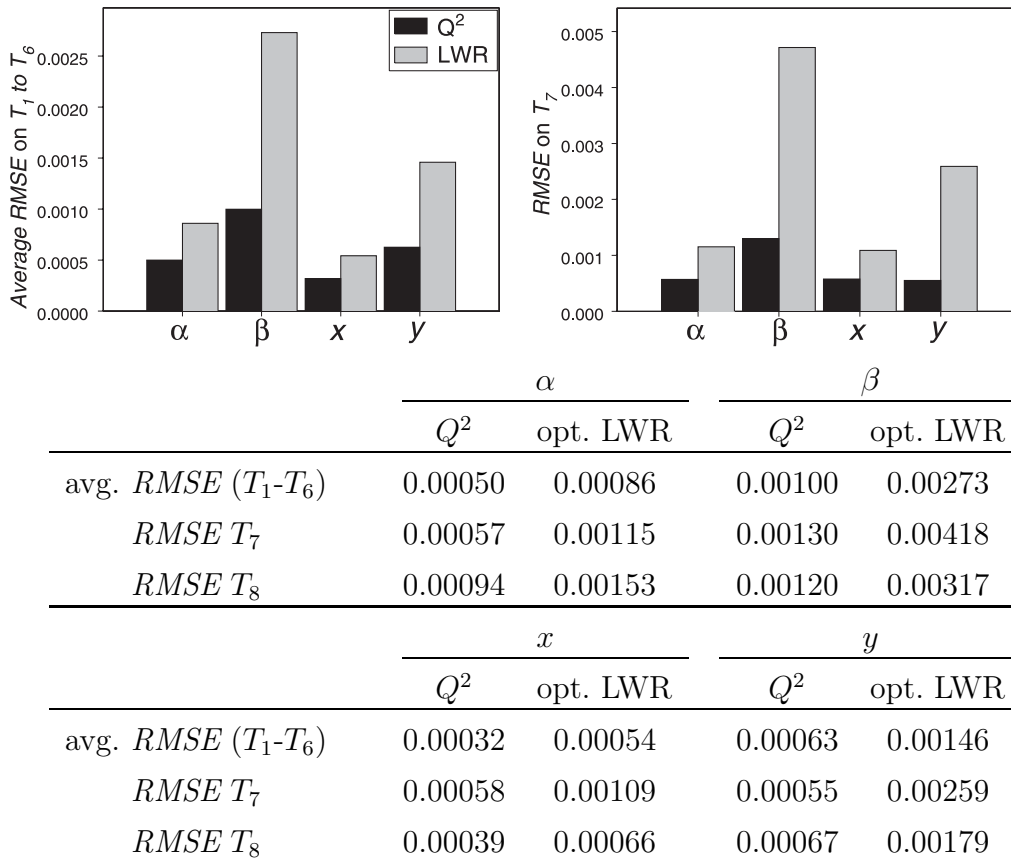 Average RMSE on T1 to T6
0.0025
0.0020
0.0015
0.0010
0.0005
0.0000
α β x y
Q²
LWR
RMSE on T7
0.005
0.004
0.003
0.002
0.001
0.000
α β x y
α β
Q² opt. LWR Q² opt. LWR
avg. RMSE (T₁-T₆) 0.00050 0.00086 0.00100 0.00273
RMSE T₇ 0.00057 0.00115 0.00130 0.00418
RMSE T₈ 0.00094 0.00153 0.00120 0.00317
x y
Q² opt. LWR Q² opt. LWR
avg. RMSE (T₁-T₆) 0.00032 0.00054 0.00063 0.00146
RMSE T₇ 0.00058 0.00109 0.00055 0.00259
RMSE T₈ 0.00039 0.00066 0.00067 0.00179